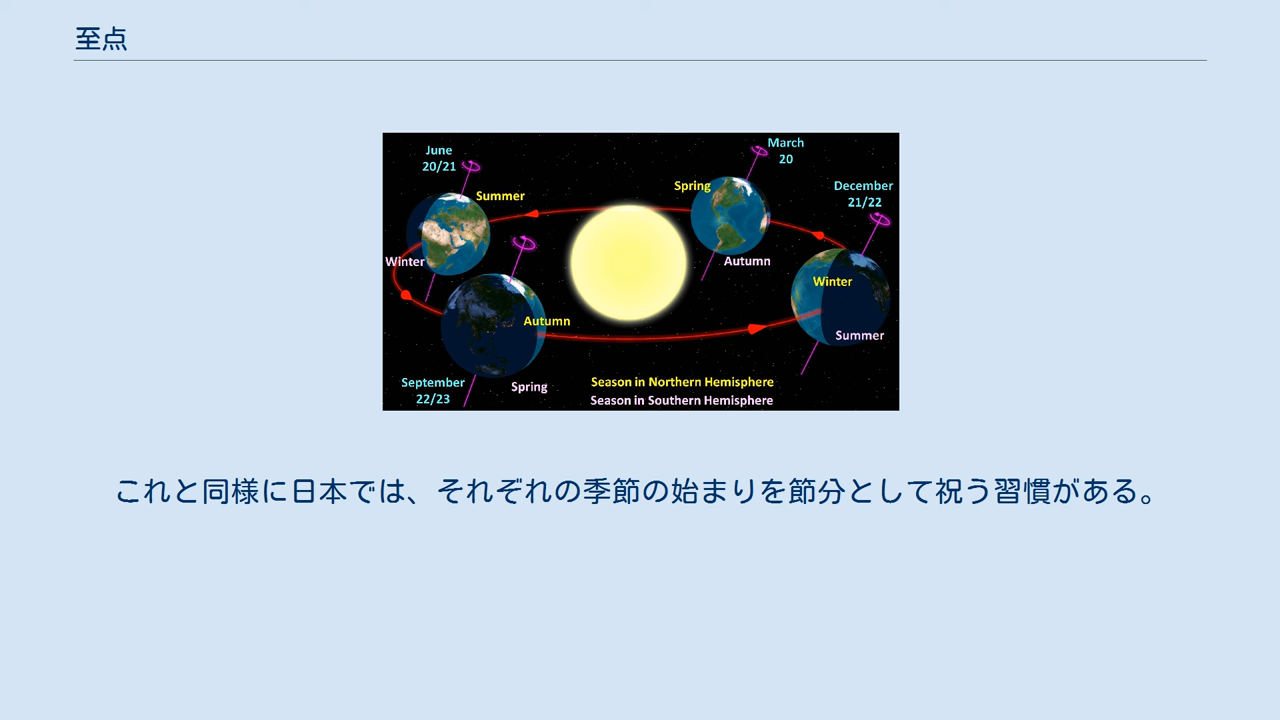 至点
June
20/21
Summer
Winter
March
20
Spring
Autumn
December
21/22
Winter
Summer
Autumn
September
22/23
Spring
Season in Northern Hemisphere
Season in Southern Hemisphere
これと同様に日本では、それぞれの季節の始まりを節分として祝う習慣がある。